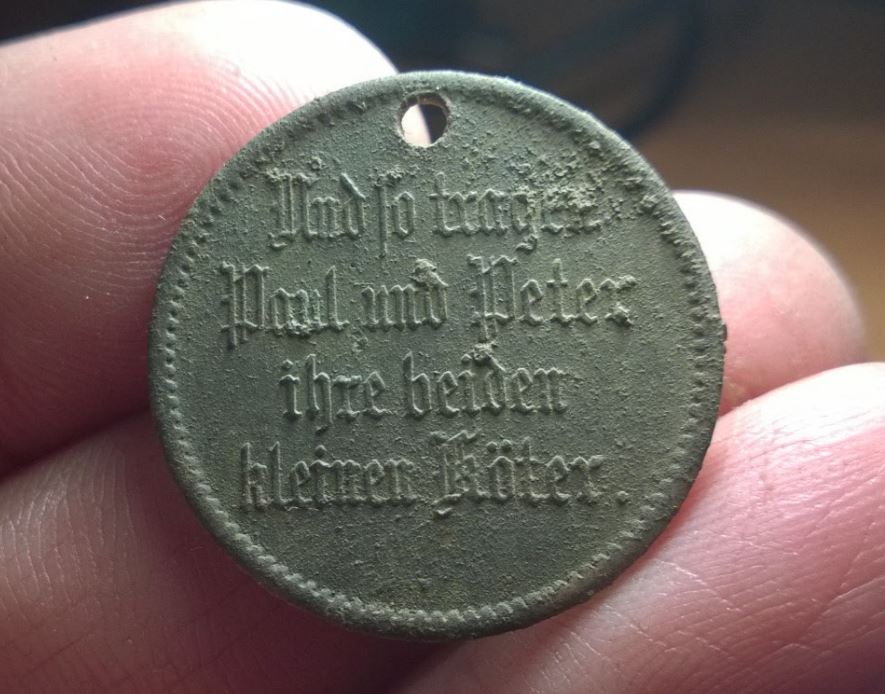 Und so tragen
Paul und Peter
ihre beiden
kleinen Köter.